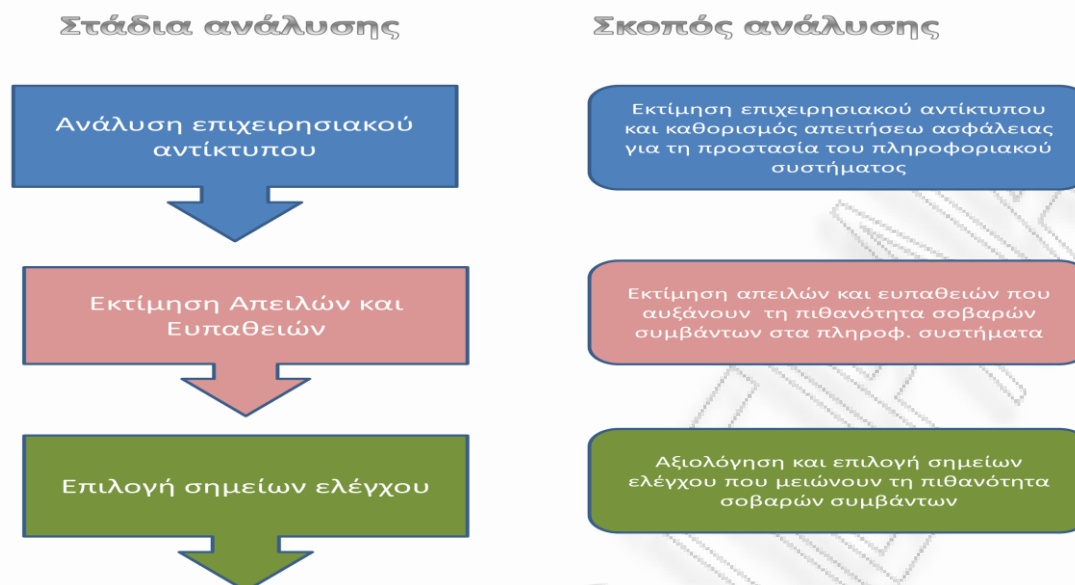 Στάδια ανάλυσης
Σκοπός ανάλυσης
Ανάλυση επιχειρησιακού
αντίκτυπου
Εκτίμηση επιχειρησιακού αντίκτυπου
και καθορισμός απειτήσεω ασφάλειας
για τη προστασία του πληροφοριακού
συστήματος
Εκτίμηση Απειλών και
Ευπαθειών
Εκτίμηση απειλών και ευπαθειών που
αυξάνουν τη πιθανότητα σοβαρών
συμβάντων στα πληροφ. συστήματα
Επιλογή σημείων ελέγχου
Αξιολόγηση και επιλογή σημείων
ελέγχου που μειώνουν τη πιθανότητα
σοβαρών συμβάντων